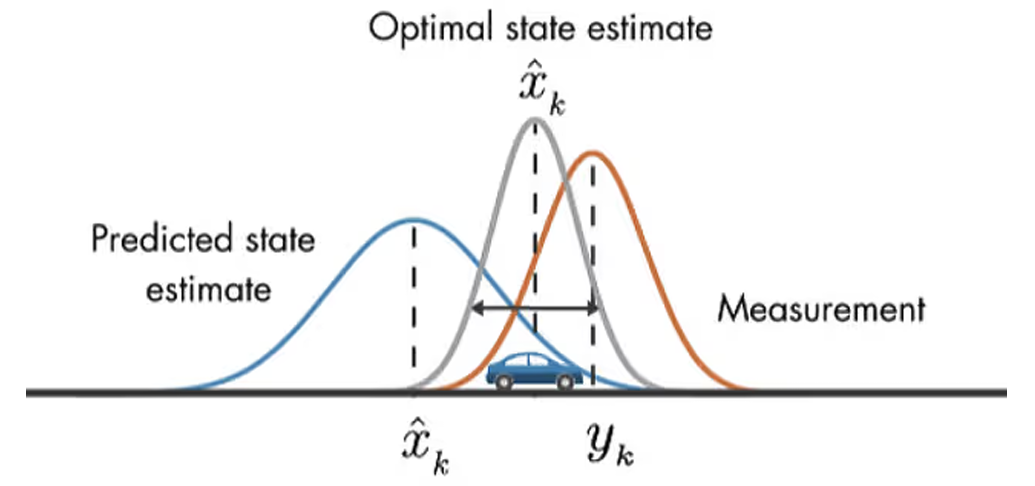 Optimal state estimate
x̂ₖ
Predicted state
estimate
Measurement
x̂ₖ
yₖ